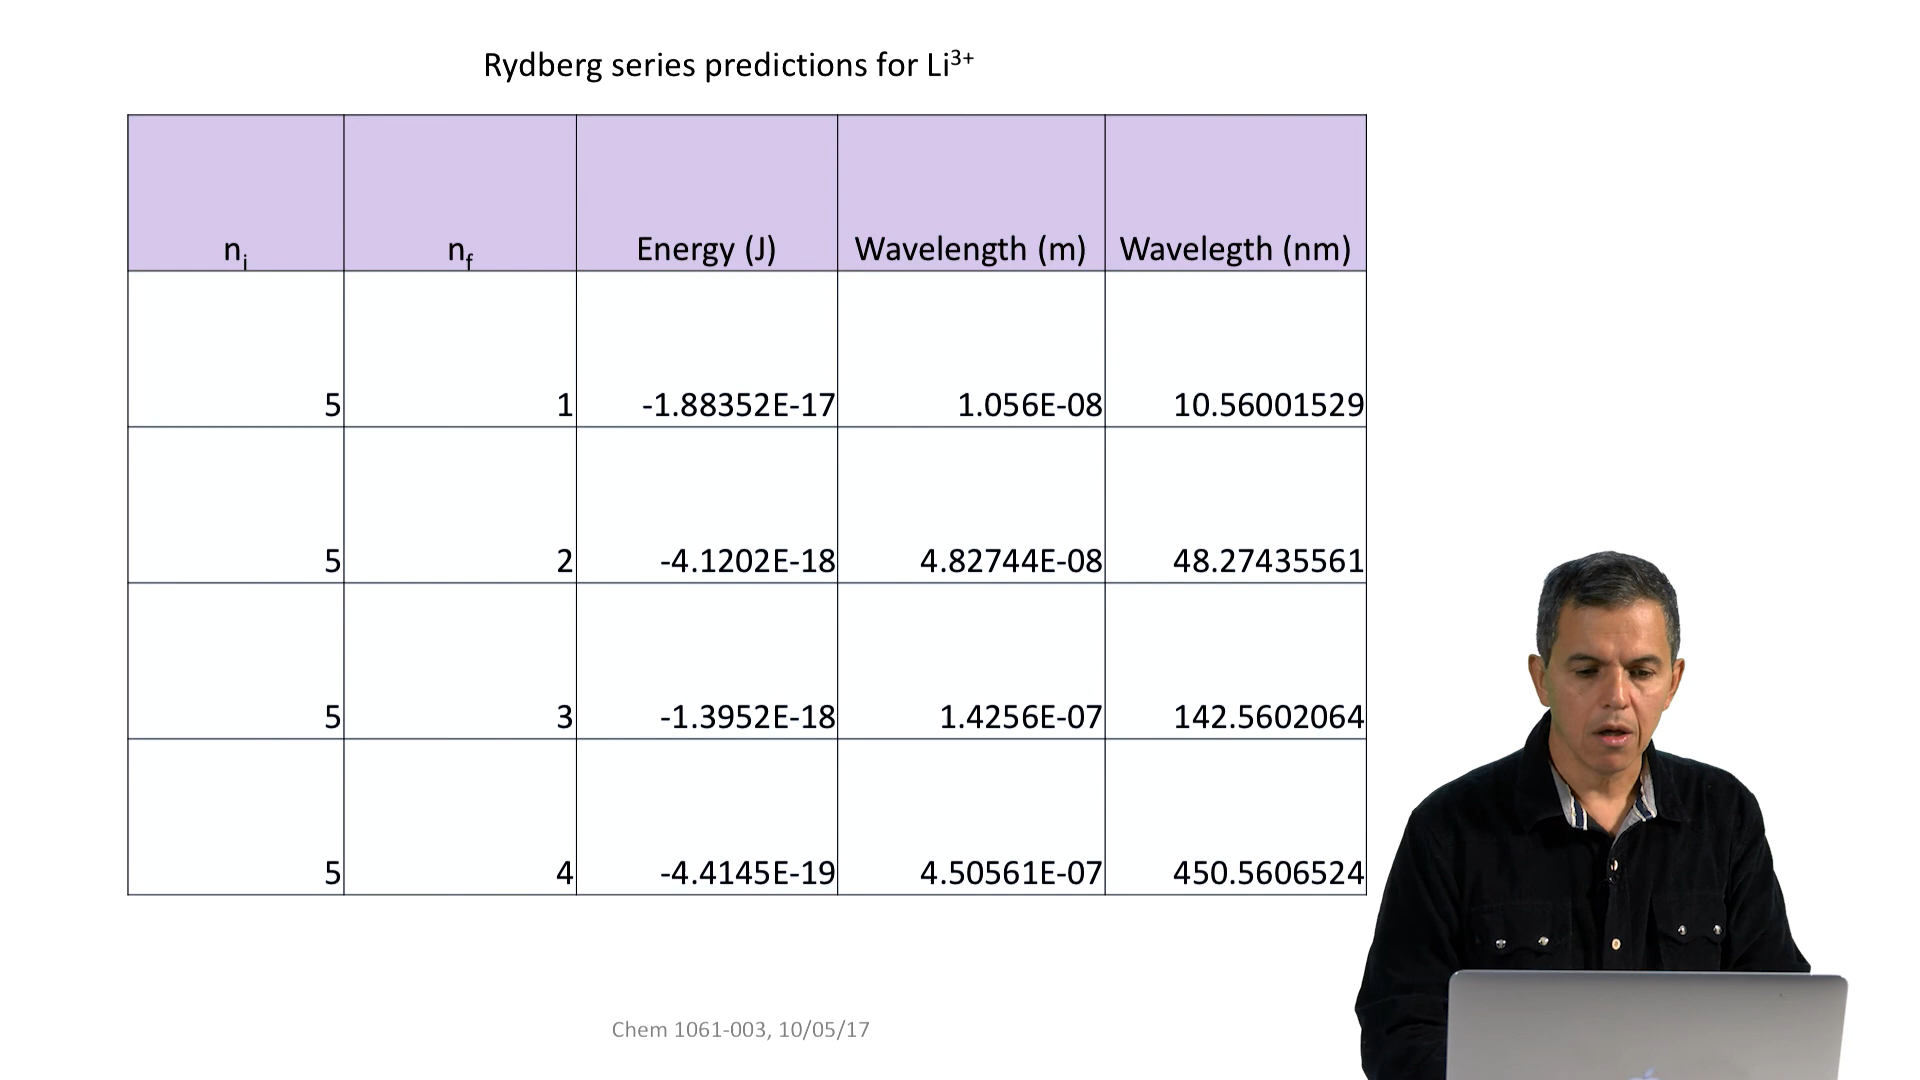 Rydberg series predictions for Li³⁺
nᵢ n_f Energy (J) Wavelength (m) Wavelegth (nm)
5 1 -1.88352E-17 1.056E-08 10.56001529
5 2 -4.1202E-18 4.82744E-08 48.27435561
5 3 -1.3952E-18 1.4256E-07 142.5602064
5 4 -4.4145E-19 4.50561E-07 450.5606524
Chem 1061-003, 10/05/17